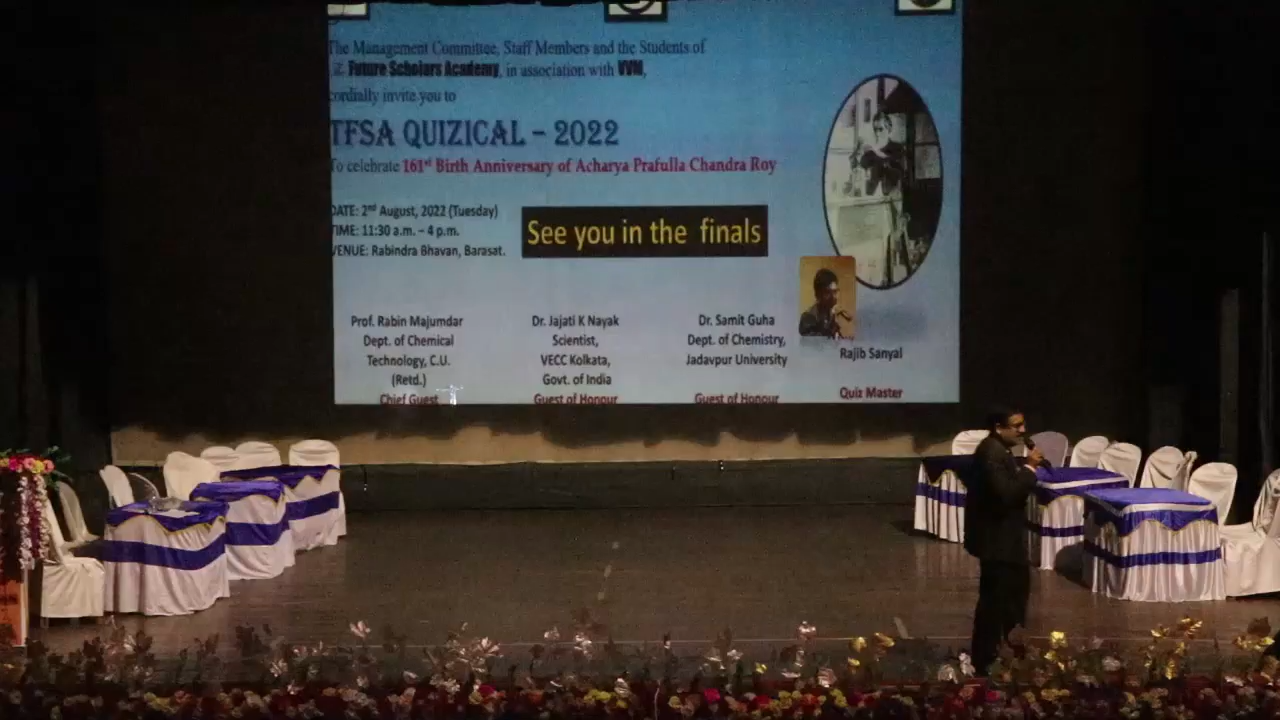 The Management Committee, Staff Members and the Students of
Future Scholars Academy, in association with VVM,
cordially invite you to
TFSA QUIZICAL – 2022
To celebrate 161st Birth Anniversary of Acharya Prafulla Chandra Roy
DATE: 2nd August, 2022 (Tuesday)
TIME: 11:30 a.m. – 4 p.m.
VENUE: Rabindra Bhavan, Barasat.
See you in the finals
Prof. Rabin Majumdar
Dept. of Chemical
Technology, C.U.
(Retd.)
Chief Guest
Dr. Jajati K Nayak
Scientist,
VECC Kolkata,
Govt. of India
Guest of Honour
Dr. Samit Guha
Dept. of Chemistry,
Jadavpur University
Guest of Honour
Rajib Sanyal
Quiz Master